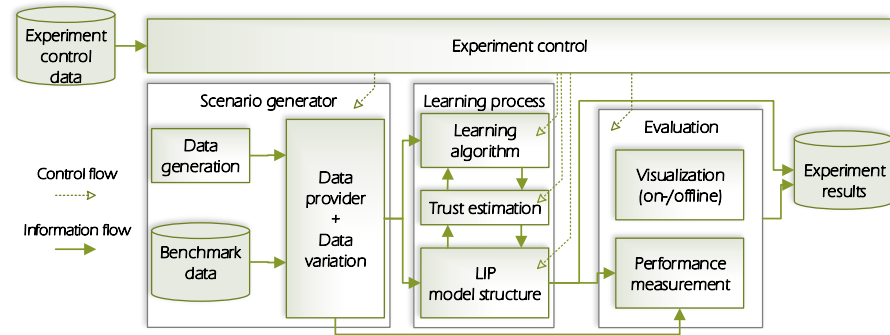 Experiment
control
data
Experiment control
Scenario generator
Learning process
Evaluation
Data
generation
Benchmark
data
Data
provider
+
Data
variation
Learning
algorithm
Trust estimation
LIP
model structure
Visualization
(on-/offline)
Performance
measurement
Experiment
results
Control flow
Information flow